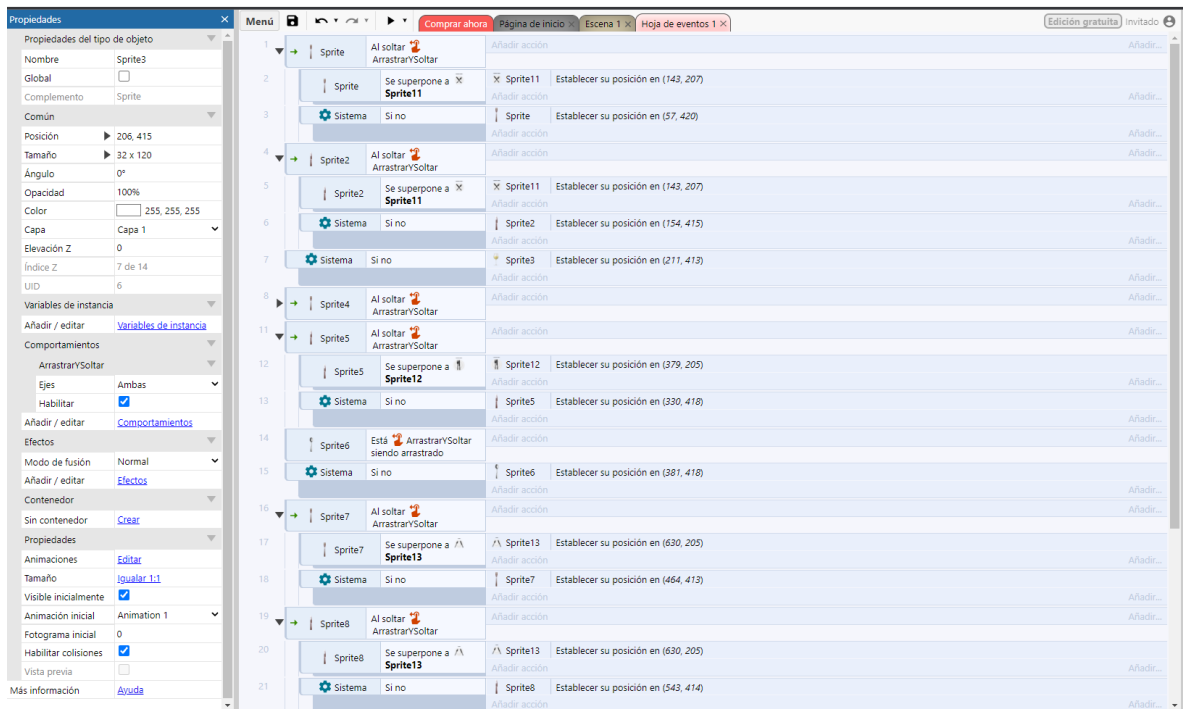 Propiedades ×
Propiedades del tipo de objeto
Nombre Sprite3
Global
Complemento Sprite
Común
Posición 206, 415
Tamaño 32 x 120
Ángulo 0°
Opacidad 100%
Color 255, 255, 255
Capa Capa 1
Elevación Z 0
Índice Z 7 de 14
UID 6
Variables de instancia
Añadir / editar Variables de instancia
Comportamientos
ArrastrarYSoltar
Ejes Ambas
Habilitar
Añadir / editar Comportamientos
Efectos
Modo de fusión Normal
Añadir / editar Efectos
Contenedor
Sin contenedor Crear
Propiedades
Animaciones Editar
Tamaño Igualar 1:1
Visible inicialmente
Animación inicial Animation 1
Fotograma inicial 0
Habilitar colisiones
Vista previa
Más información Ayuda
Menú Comprar ahora Página de inicio × Escena 1 × Hoja de eventos 1 × Edición gratuita Invitado
1 Sprite Al soltar ArrastrarYSoltar Añadir acción Añadir...
2 Sprite Se superpone a Sprite11 Sprite11 Establecer su posición en (143, 207)
Añadir acción Añadir...
3 Sistema Si no Sprite Establecer su posición en (57, 420)
Añadir acción Añadir...
4 Sprite2 Al soltar ArrastrarYSoltar Añadir acción Añadir...
5 Sprite2 Se superpone a Sprite11 Sprite11 Establecer su posición en (143, 207)
Añadir acción Añadir...
6 Sistema Si no Sprite2 Establecer su posición en (154, 415)
Añadir acción Añadir...
7 Sistema Si no Sprite3 Establecer su posición en (211, 413)
Añadir acción Añadir...
8 Sprite4 Al soltar ArrastrarYSoltar Añadir acción Añadir...
11 Sprite5 Al soltar ArrastrarYSoltar Añadir acción Añadir...
12 Sprite5 Se superpone a Sprite12 Sprite12 Establecer su posición en (379, 205)
Añadir acción Añadir...
13 Sistema Si no Sprite5 Establecer su posición en (330, 418)
Añadir acción Añadir...
14 Sprite6 Está ArrastrarYSoltar siendo arrastrado Añadir acción Añadir...
15 Sistema Si no Sprite6 Establecer su posición en (381, 418)
Añadir acción Añadir...
16 Sprite7 Al soltar ArrastrarYSoltar Añadir acción Añadir...
17 Sprite7 Se superpone a Sprite13 Sprite13 Establecer su posición en (630, 205)
Añadir acción Añadir...
18 Sistema Si no Sprite7 Establecer su posición en (464, 413)
Añadir acción Añadir...
19 Sprite8 Al soltar ArrastrarYSoltar Añadir acción Añadir...
20 Sprite8 Se superpone a Sprite13 Sprite13 Establecer su posición en (630, 205)
Añadir acción Añadir...
21 Sistema Si no Sprite8 Establecer su posición en (543, 414)
Añadir acción Añadir...